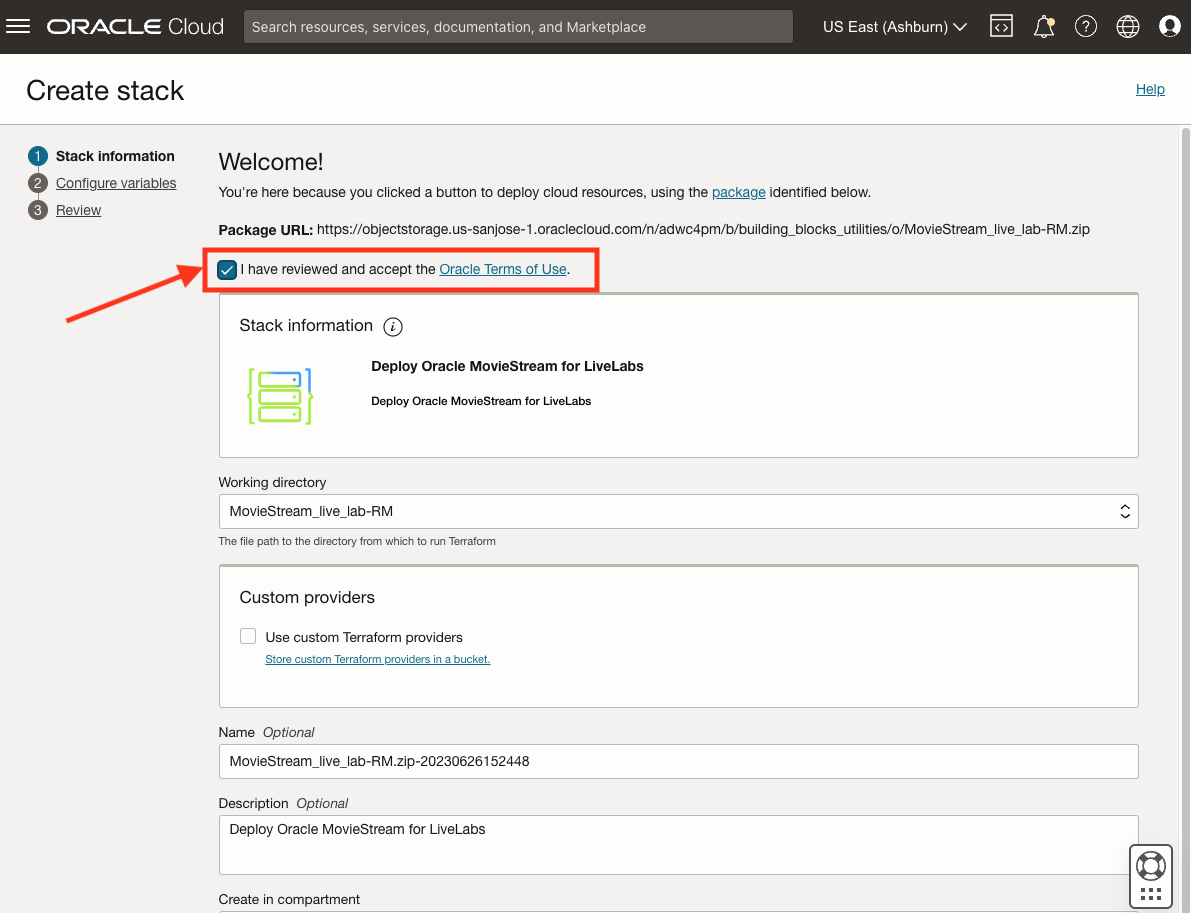 ORACLE Cloud
Search resources, services, documentation, and Marketplace
US East (Ashburn)
Create stack
Help
1 Stack information
2 Configure variables
3 Review
Welcome!
You're here because you clicked a button to deploy cloud resources, using the package identified below.
Package URL: https://objectstorage.us-sanjose-1.oraclecloud.com/n/adwc4pm/b/building_blocks_utilities/o/MovieStream_live_lab-RM.zip
I have reviewed and accept the Oracle Terms of Use.
Stack information
Deploy Oracle MovieStream for LiveLabs
Deploy Oracle MovieStream for LiveLabs
Working directory
MovieStream_live_lab-RM
The file path to the directory from which to run Terraform
Custom providers
Use custom Terraform providers
Store custom Terraform providers in a bucket.
Name Optional
MovieStream_live_lab-RM.zip-20230626152448
Description Optional
Deploy Oracle MovieStream for LiveLabs
Create in compartment